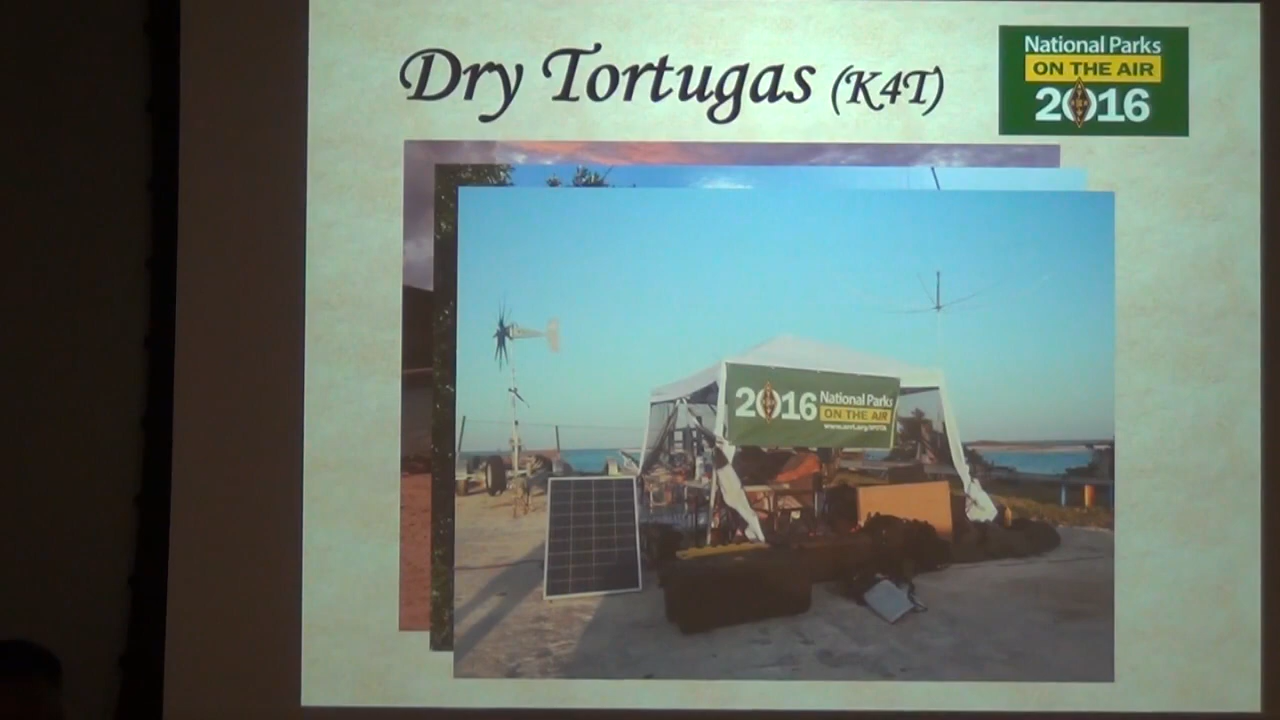 Dry Tortugas (K4T)
National Parks
ON THE AIR
2016
2016 National Parks
ON THE AIR